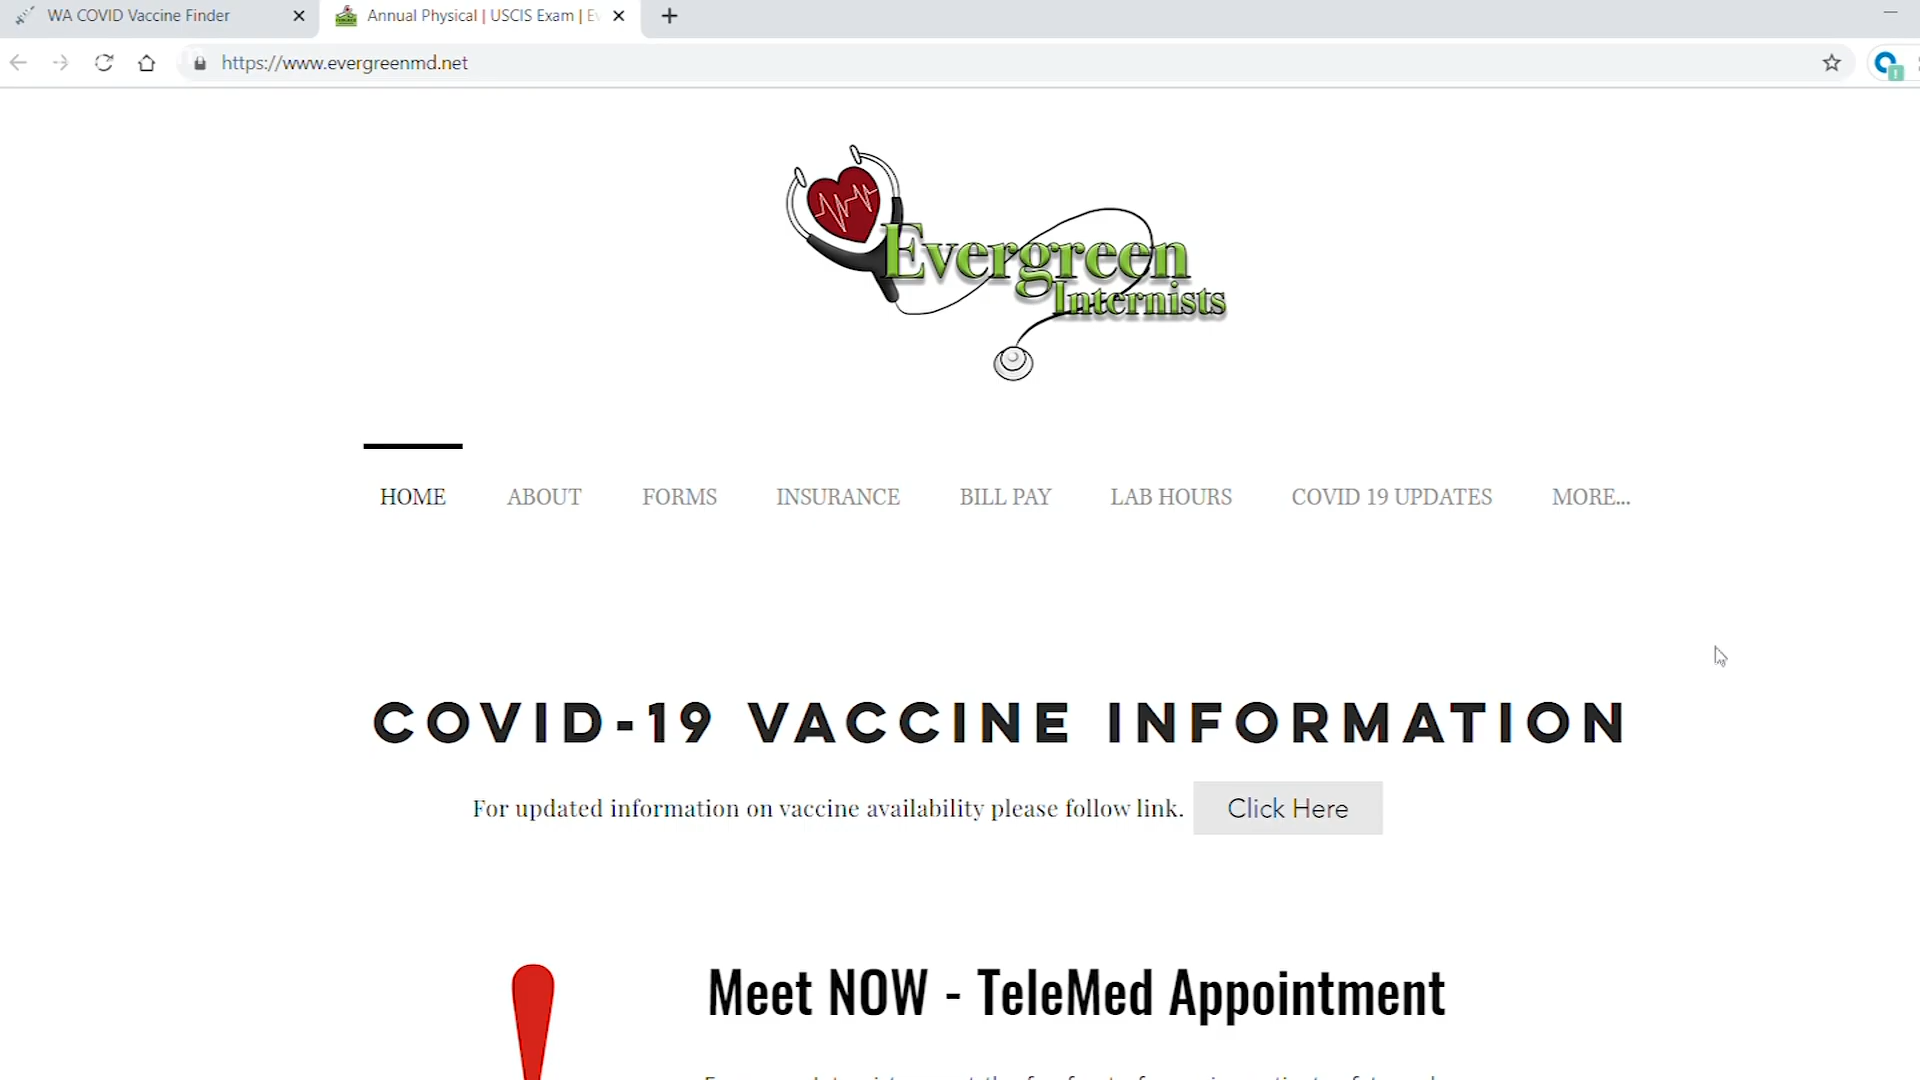 WA COVID Vaccine Finder
Annual Physical | USCIS Exam |
https://www.evergreenmd.net
Evergreen
Internists
HOME
ABOUT
FORMS
INSURANCE
BILL PAY
LAB HOURS
COVID 19 UPDATES
MORE...
COVID-19 VACCINE INFORMATION
For updated information on vaccine availability please follow link.
Click Here
Meet NOW - TeleMed Appointment